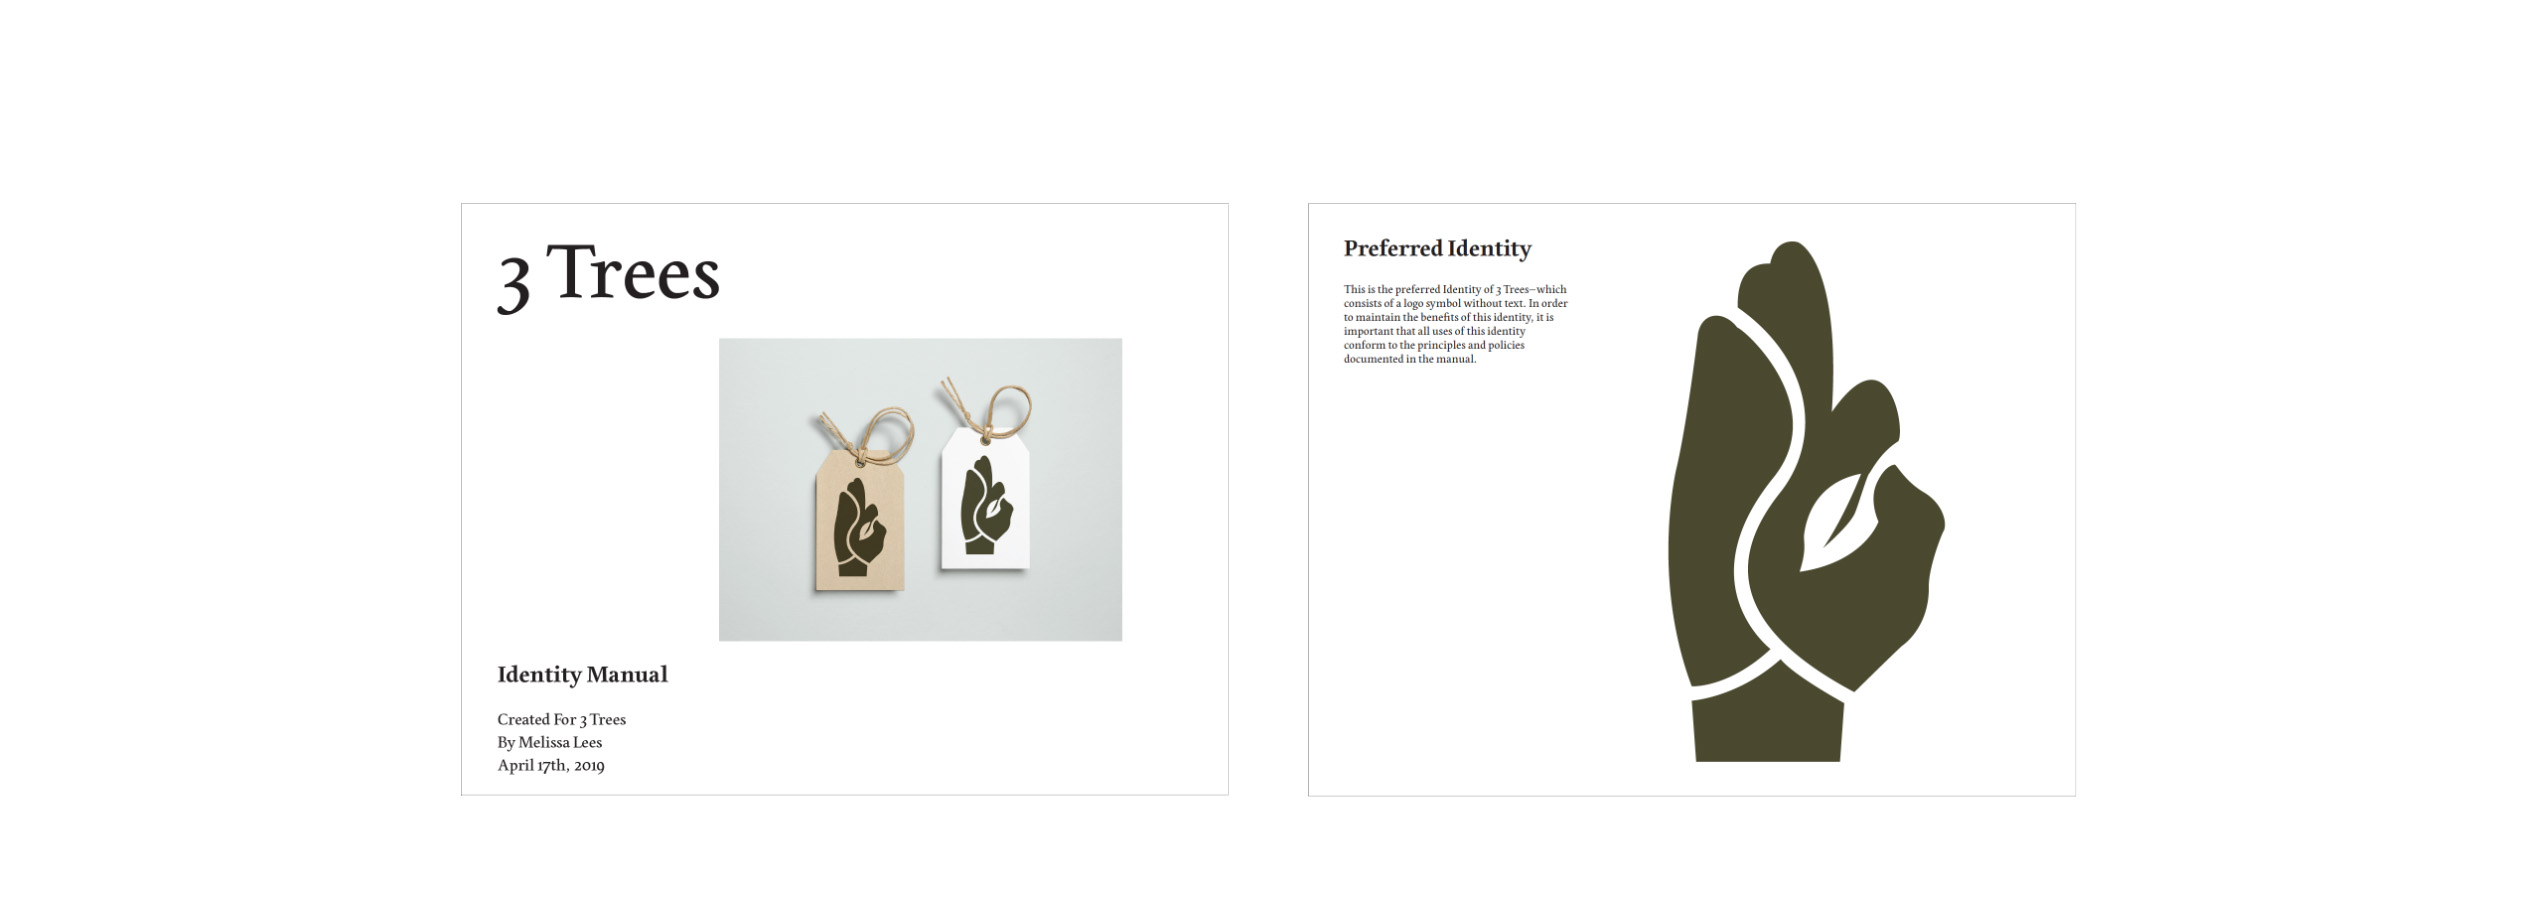 3 Trees
Identity Manual
Created For 3 Trees
By Melissa Lees
April 17th, 2019
Preferred Identity
This is the preferred Identity of 3 Trees—which
consists of a logo symbol without text. In order
to maintain the benefits of this identity, it is
important that all uses of this identity
conform to the principles and policies
documented in the manual.